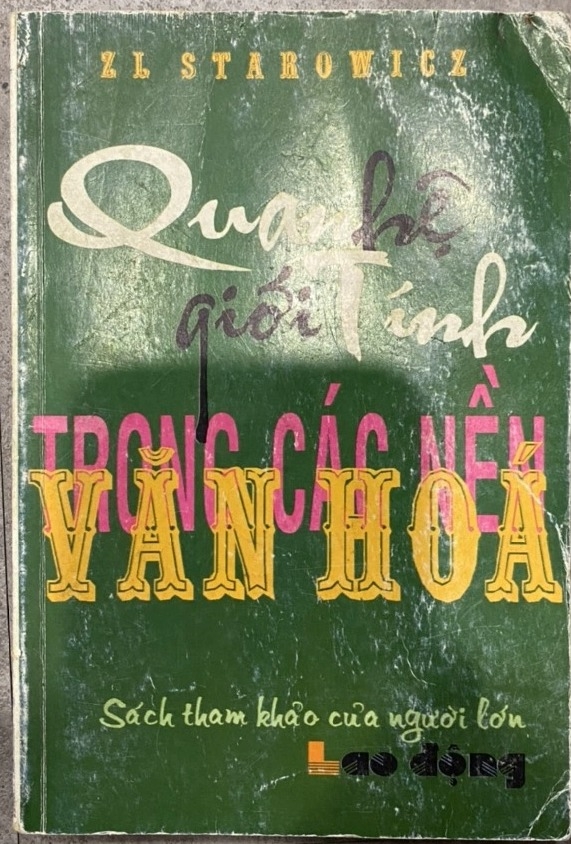 ZL STAROWICZ
Quan hệ
giới Tính
TRONG CÁC NỀN
VĂN HOÁ
Sách tham khảo của người lớn
Lao động